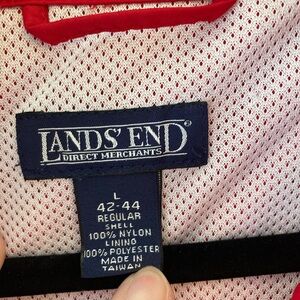 LANDS' END®
DIRECT MERCHANTS
L
42-44
REGULAR
SHELL
100% NYLON
LINING
100% POLYESTER
MADE IN
TAIWAN